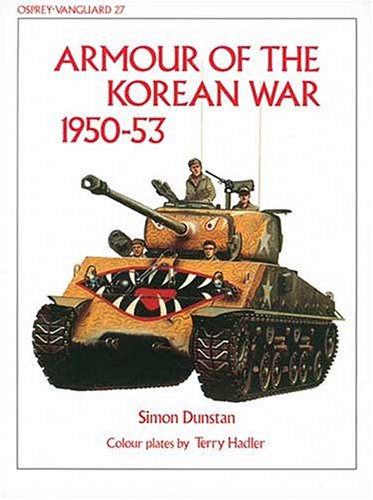 OSPREY·VANGUARD 27
ARMOUR OF THE
KOREAN WAR
1950-53
Simon Dunstan
Colour plates by Terry Hadler